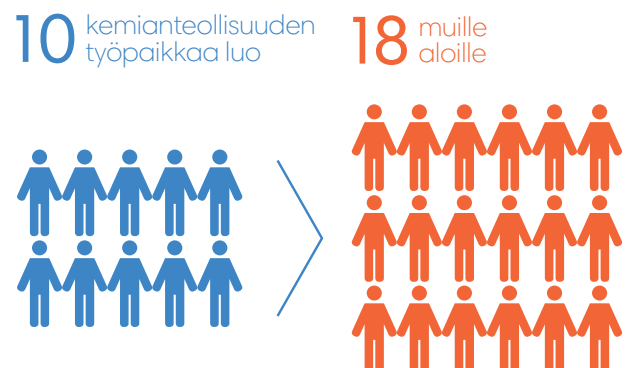 10 kemianteollisuuden
työpaikkaa luo
18 muille
aloille